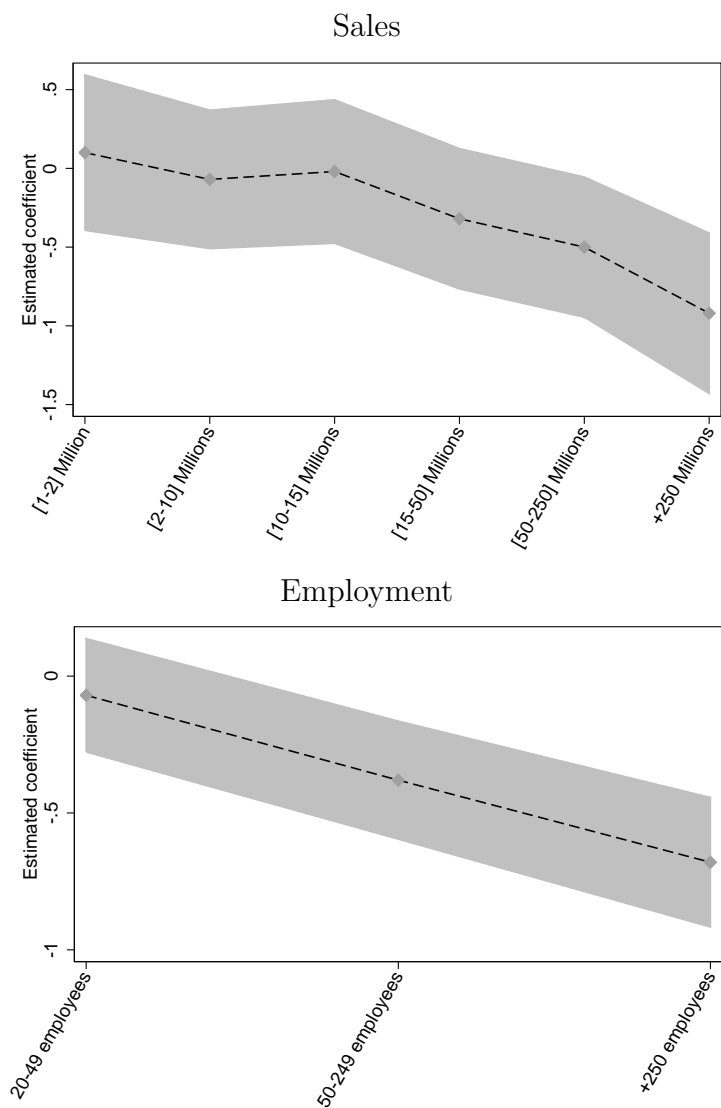 Sales
Estimated coefficient
.5
0
-.5
-1
-1.5
[1-2] Million
[2-10] Millions
[10-15] Millions
[15-50] Millions
[50-250] Millions
+250 Millions
Employment
Estimated coefficient
0
-.5
-1
20-49 employees
50-249 employees
+250 employees